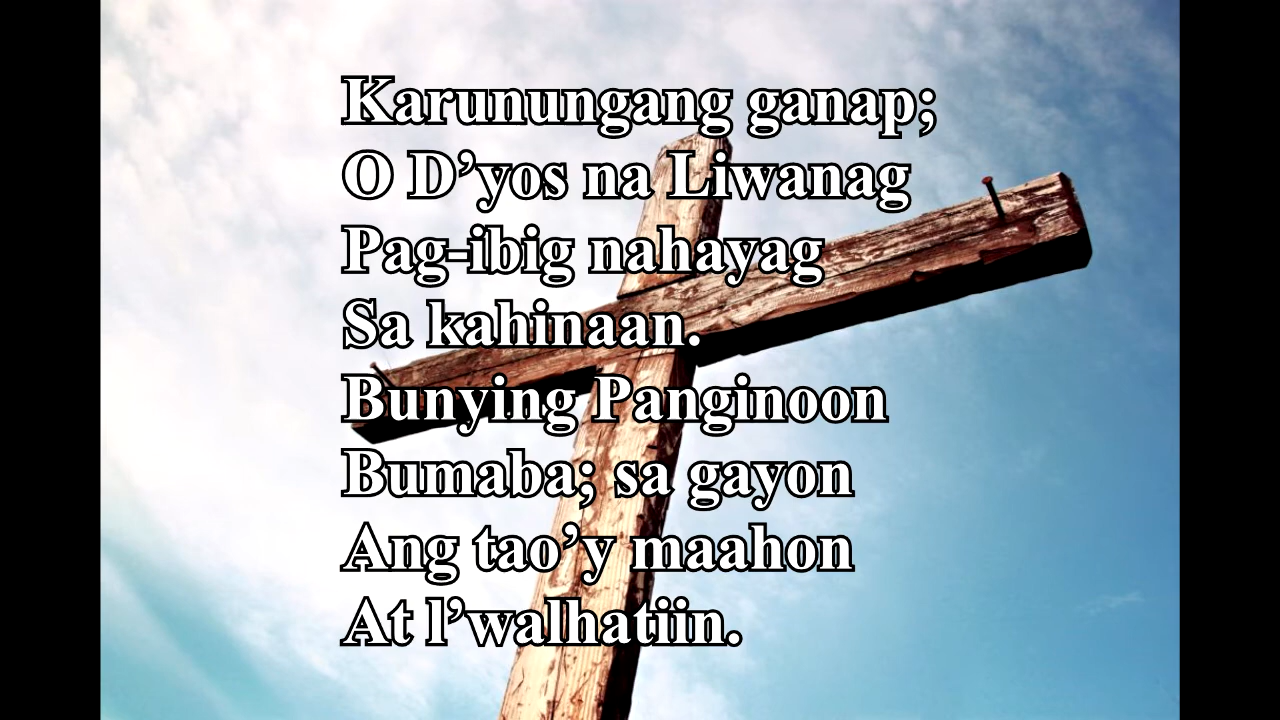 Karunungang ganap;
O D’yos na Liwanag
Pag-ibig nahayag
Sa kahinaan.
Bunying Panginoon
Bumaba; sa gayon
Ang tao’y maahon
At l’walhatiin.